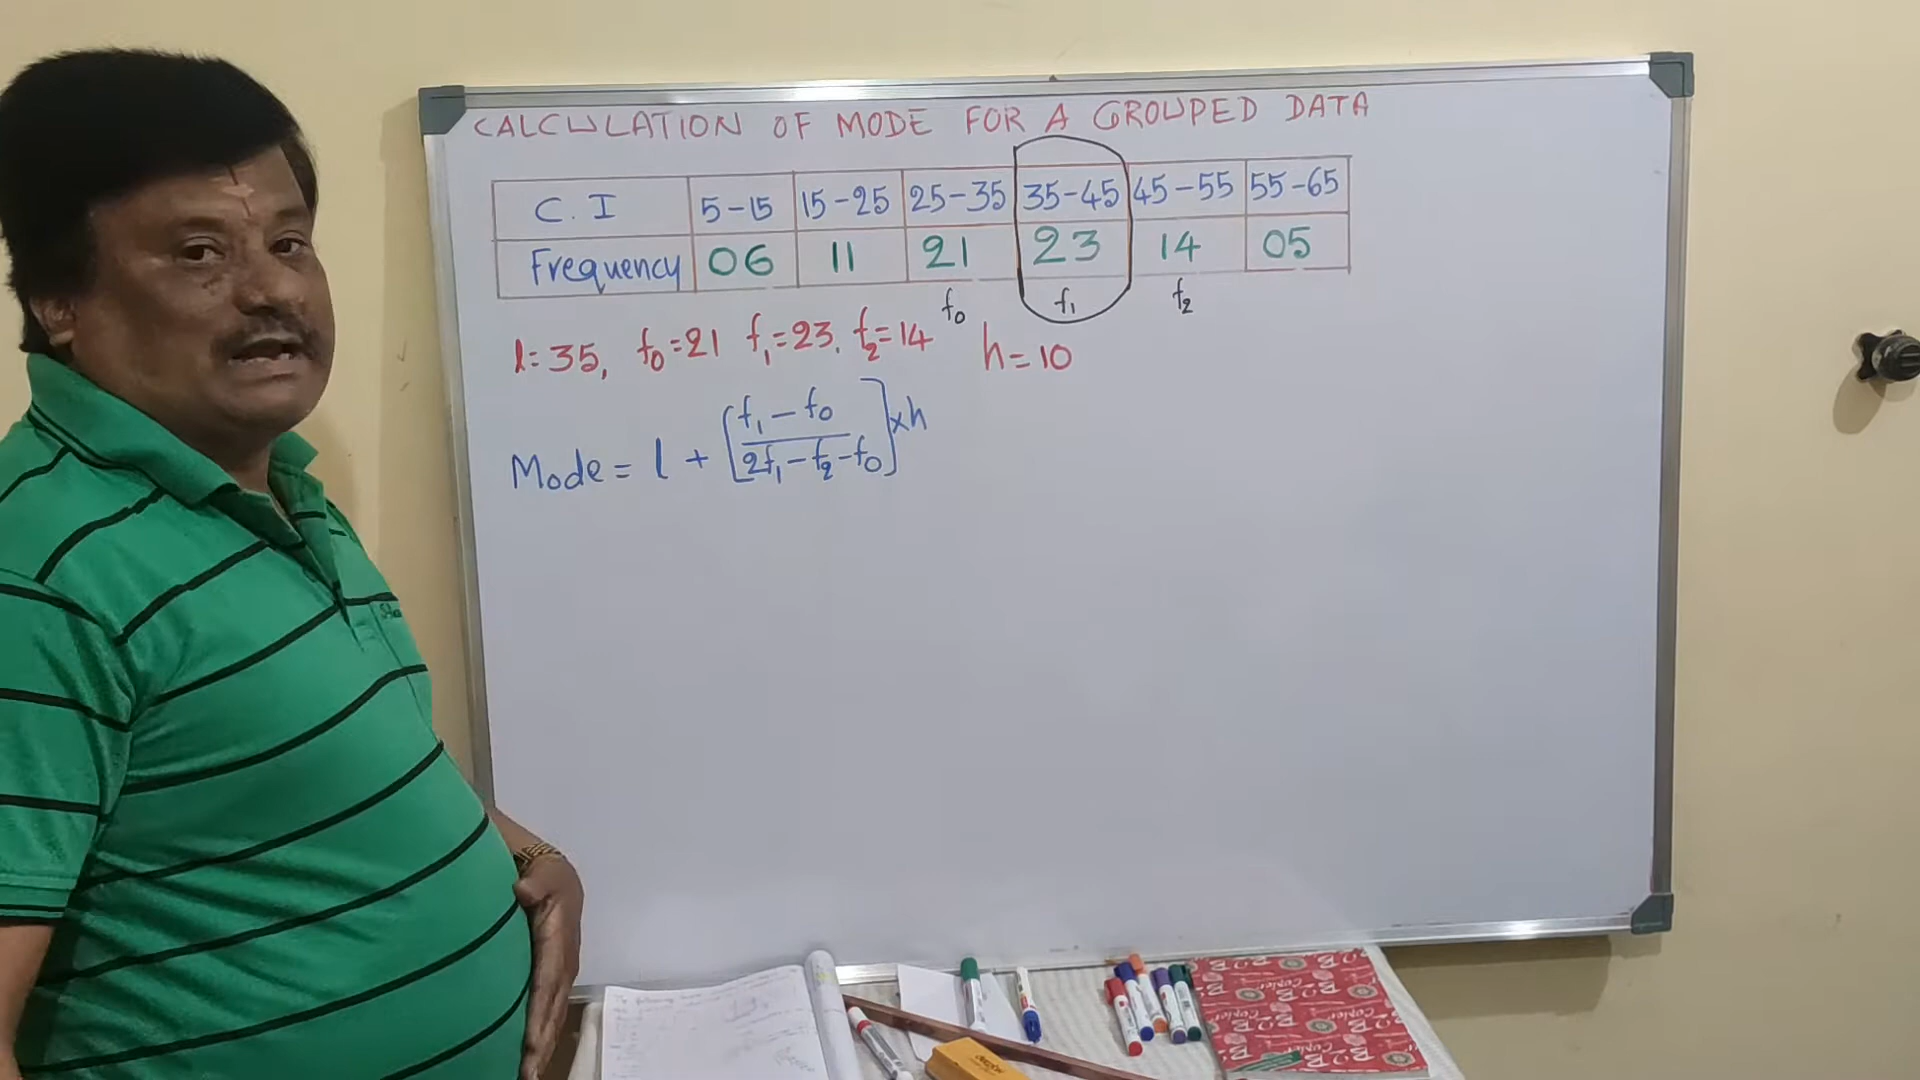 CALCULATION OF MODE FOR A GROUPED DATA
C.I 5-15 15-25 25-35 35-45 45-55 55-65
Frequency 06 11 21 23 14 05
f₀ f₁ f₂
l=35, f₀=21 f₁=23, f₂=14 h=10
Mode = l + [f₁-f₀ / 2f₁-f₂-f₀] × h